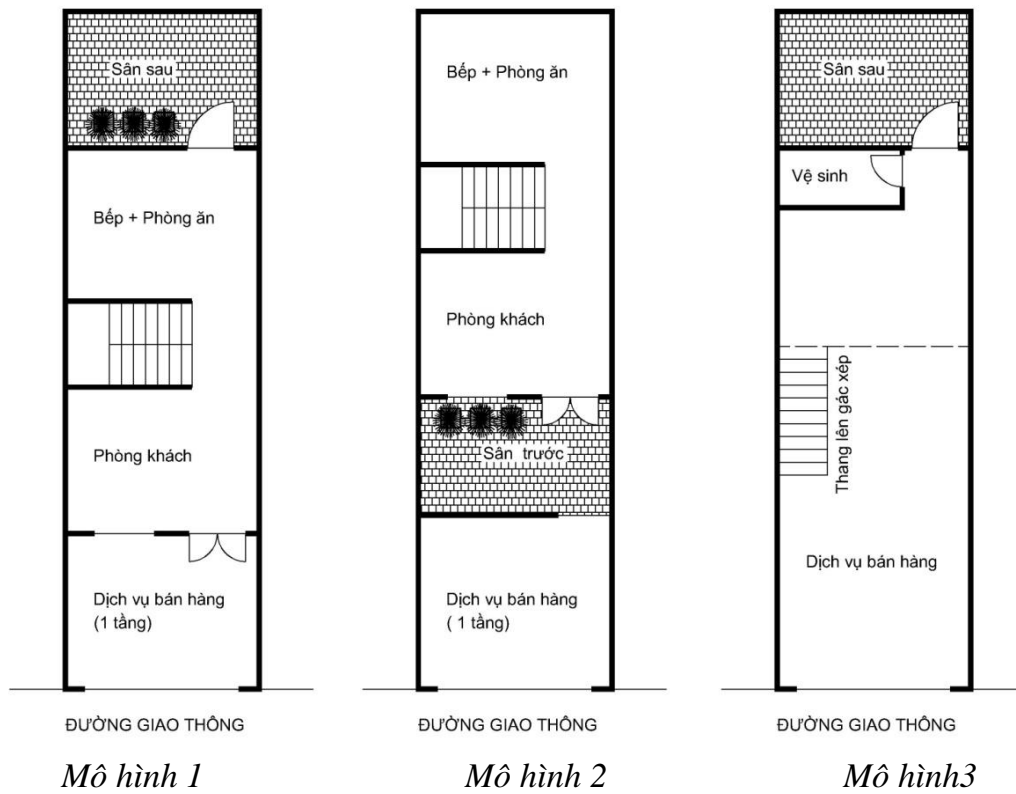 Sân sau
Bếp + Phòng ăn
Phòng khách
Dịch vụ bán hàng
(1 tầng)
ĐƯỜNG GIAO THÔNG
Mô hình 1
Bếp + Phòng ăn
Phòng khách
Sân trước
Dịch vụ bán hàng
( 1 tầng)
ĐƯỜNG GIAO THÔNG
Mô hình 2
Sân sau
Vệ sinh
Thang lên gác xép
Dịch vụ bán hàng
ĐƯỜNG GIAO THÔNG
Mô hình3